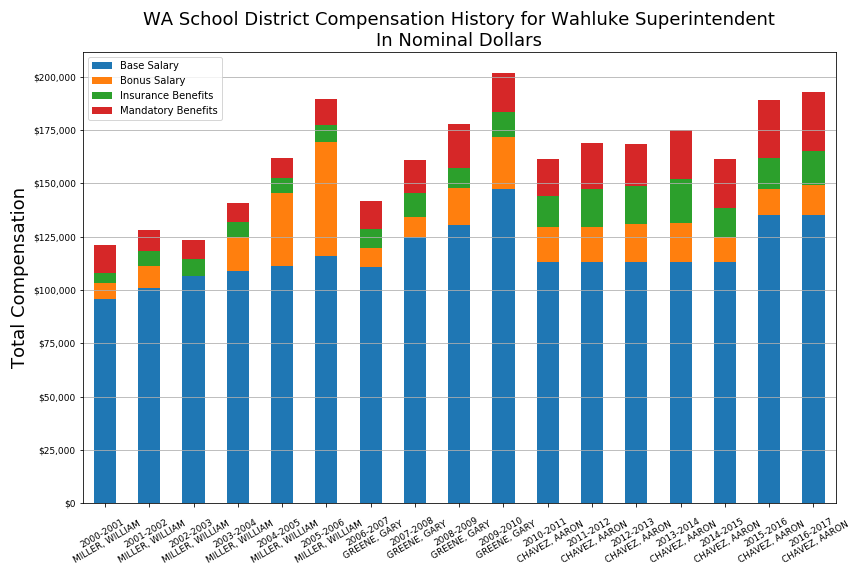 WA School District Compensation History for Wahluke Superintendent
In Nominal Dollars
Base Salary
Bonus Salary
Insurance Benefits
Mandatory Benefits
Total Compensation
$200,000
$175,000
$150,000
$125,000
$100,000
$75,000
$50,000
$25,000
$0
2000-2001
MILLER, WILLIAM
2001-2002
MILLER, WILLIAM
2002-2003
MILLER, WILLIAM
2003-2004
MILLER, WILLIAM
2004-2005
MILLER, WILLIAM
2005-2006
MILLER, WILLIAM
2006-2007
GREENE, GARY
2007-2008
GREENE, GARY
2008-2009
GREENE, GARY
2009-2010
GREENE, GARY
2010-2011
CHAVEZ, AARON
2011-2012
CHAVEZ, AARON
2012-2013
CHAVEZ, AARON
2013-2014
CHAVEZ, AARON
2014-2015
CHAVEZ, AARON
2015-2016
CHAVEZ, AARON
2016-2017
CHAVEZ, AARON